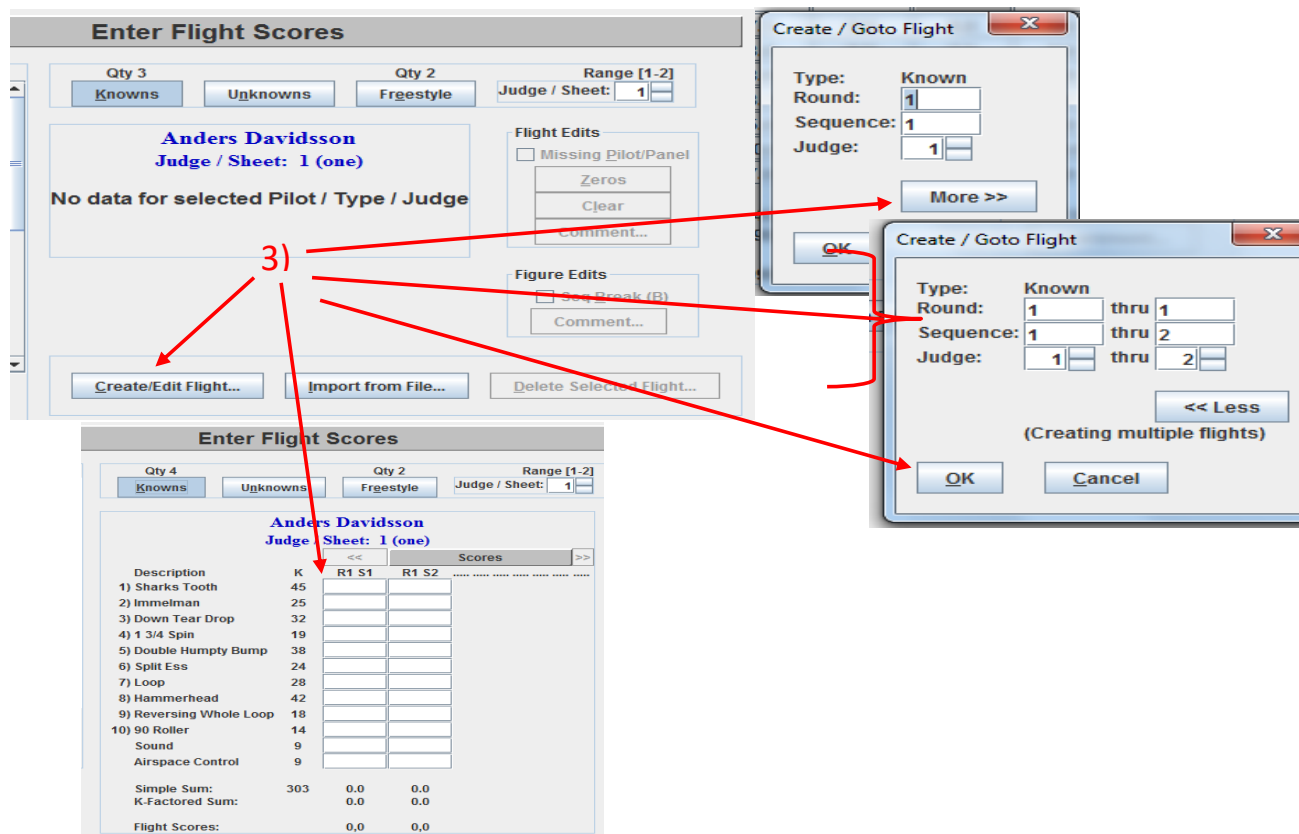 Enter Flight Scores
Qty 3 Qty 2 Range [1-2]
Knowns Unknowns Freestyle Judge / Sheet: 1
Anders Davidsson
Judge / Sheet: 1 (one)
No data for selected Pilot / Type / Judge
Flight Edits
Missing Pilot/Panel
Zeros
Clear
Comment...
Figure Edits
Seq Break (B)
Comment...
Create/Edit Flight... Import from File... Delete Selected Flight...
3)
Create / Goto Flight
Type: Known
Round: 1
Sequence: 1
Judge: 1
More >>
OK
Create / Goto Flight
Type: Known
Round: 1 thru 1
Sequence: 1 thru 2
Judge: 1 thru 2
<< Less
(Creating multiple flights)
OK Cancel
Enter Flight Scores
Qty 4 Qty 2 Range [1-2]
Knowns Unknowns Freestyle Judge / Sheet: 1
Anders Davidsson
Judge / Sheet: 1 (one)
<< Scores >>
Description K R1 S1 R1 S2 ..... ..... ..... ..... ..... ..... .....
1) Sharks Tooth 45
2) Immelman 25
3) Down Tear Drop 32
4) 1 3/4 Spin 19
5) Double Humpty Bump 38
6) Split Ess 24
7) Loop 28
8) Hammerhead 42
9) Reversing Whole Loop 18
10) 90 Roller 14
Sound 9
Airspace Control 9
Simple Sum: 303 0.0 0.0
K-Factored Sum: 0.0 0.0
Flight Scores: 0,0 0,0